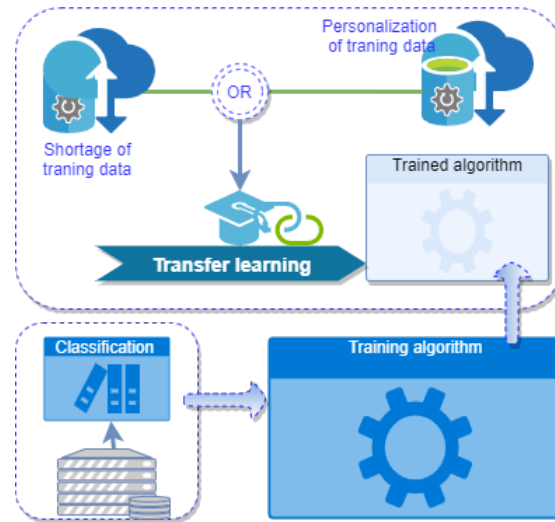 Personalization
of traning data
OR
Shortage of
traning data
Trained algorithm
Transfer learning
Classification
Training algorithm